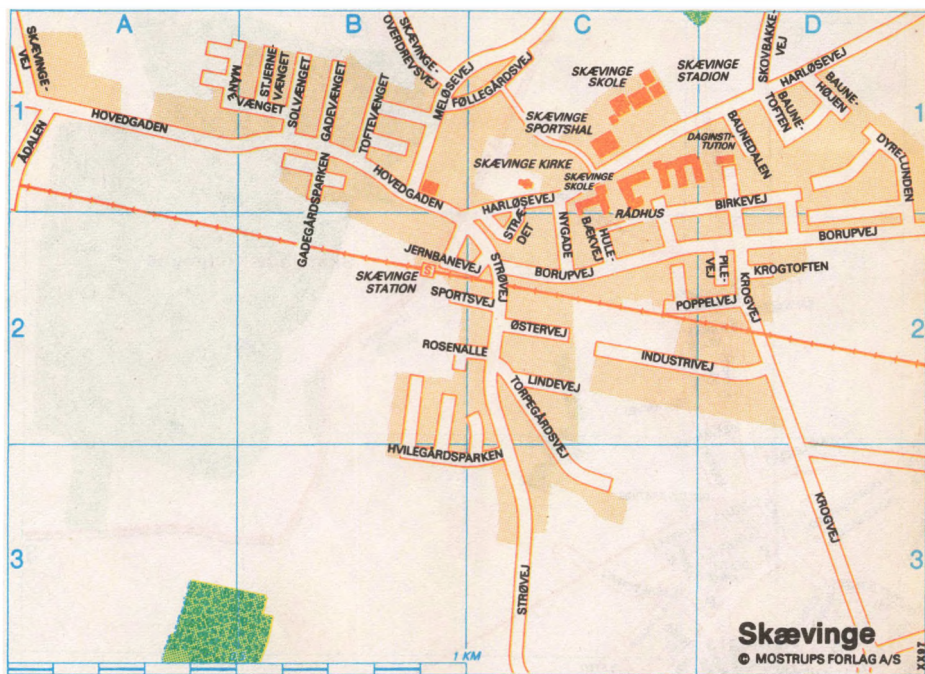 A
B
C
D
SKÆVINGE-
VEJ
ÅDALEN
1
HOVEDGADEN
MÅNE
VÆNGET
STJERNE-
VÆNGET
SOLVÆNGET
GADEVÆNGET
TOFTEVÆNGET
SKÆVINGE-
OVERDREVSVEJ
MELØSEVEJ
FØLLEGÅRDSVEJ
SKÆVINGE
SKOLE
SKÆVINGE
STADION
SKOVBAKKE-
VEJ
HARLØSEVEJ
BAUNE-
HØJEN
BAUNE-
TOFTEN
1
SKÆVINGE
SPORTSHAL
DAGINSTI-
TUTION
BAUNEDALEN
DYRELUNDEN
SKÆVINGE KIRKE
SKÆVINGE
SKOLE
HOVEDGADEN
GADEGÅRDSPARKEN
HARLØSEVEJ
STRÆ-
DET
NYGADE
HULE-
BÆKVEJ
RÅDHUS
BIRKEVEJ
BORUPVEJ
JERNBANEVEJ
STRØVEJ
BORUPVEJ
PILE-
VEJ
KROGTOFTEN
SKÆVINGE
STATION
S
SPORTSVEJ
POPPELVEJ
KROGVEJ
2
ØSTERVEJ
2
ROSENALLE
INDUSTRIVEJ
LINDEVEJ
TORPEGÅRDSVEJ
HVILEGÅRDSPARKEN
KROGVEJ
3
3
STRØVEJ
Skævinge
© MOSTRUPS FORLAG A/S
1 KM